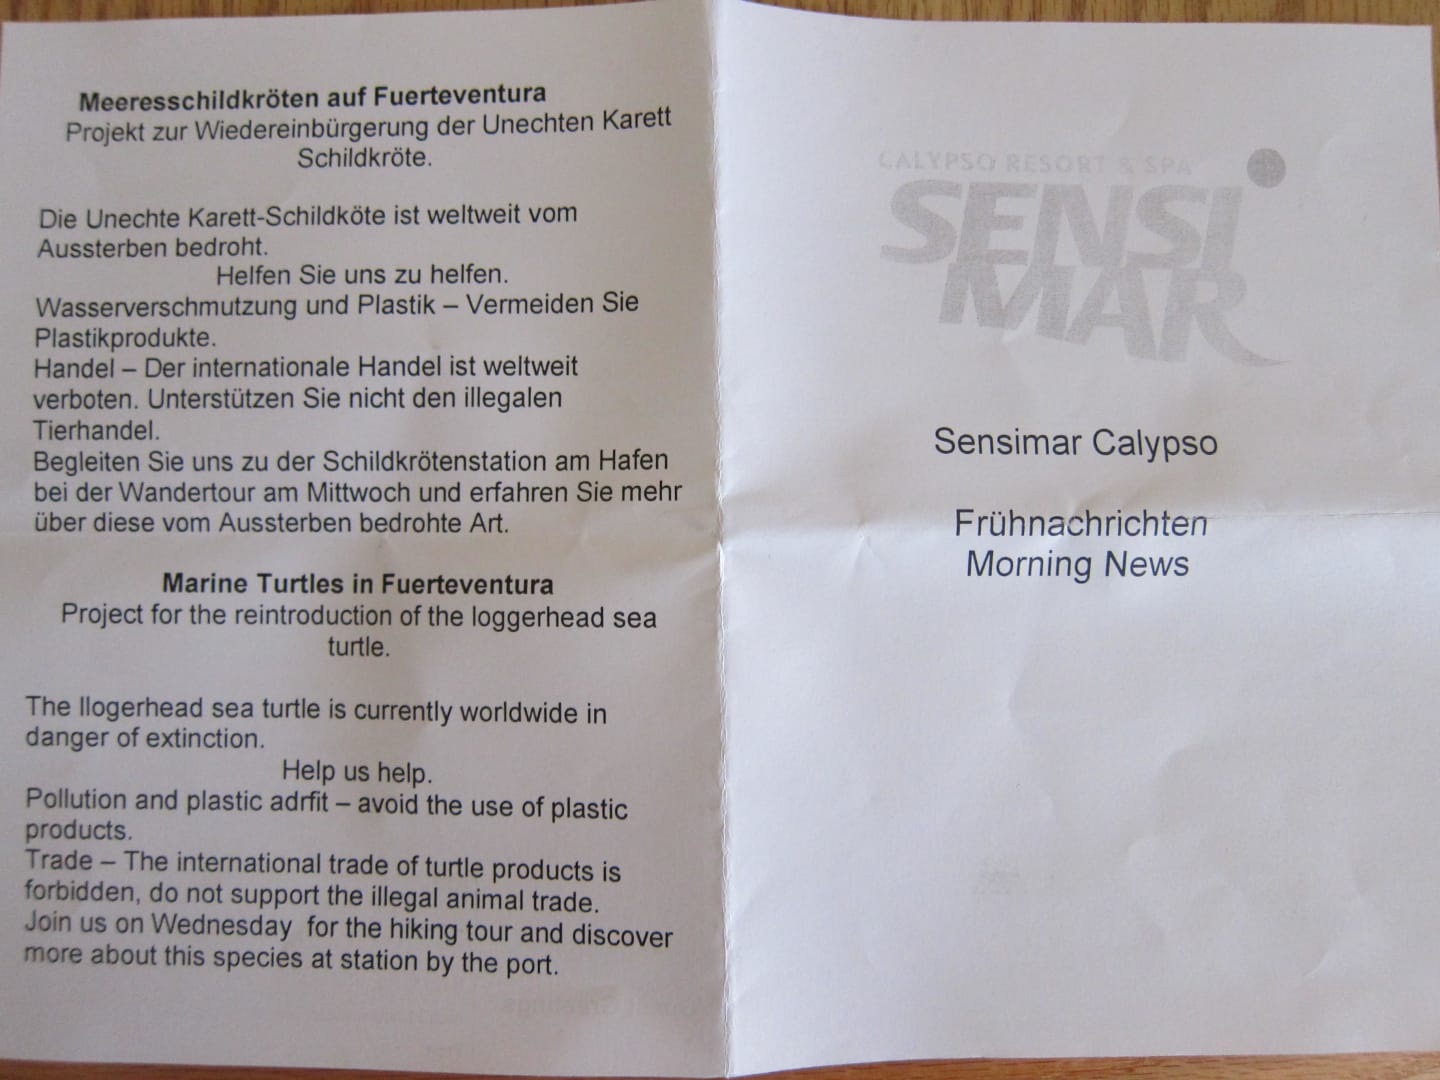 Meeresschildkröten auf Fuerteventura
Projekt zur Wiedereinbürgerung der Unechten Karett
Schildkröte.
Die Unechte Karett-Schildköte ist weltweit vom
Aussterben bedroht.
Helfen Sie uns zu helfen.
Wasserverschmutzung und Plastik – Vermeiden Sie
Plastikprodukte.
Handel – Der internationale Handel ist weltweit
verboten. Unterstützen Sie nicht den illegalen
Tierhandel.
Begleiten Sie uns zu der Schildkrötenstation am Hafen
bei der Wandertour am Mittwoch und erfahren Sie mehr
über diese vom Aussterben bedrohte Art.
Marine Turtles in Fuerteventura
Project for the reintroduction of the loggerhead sea
turtle.
The llogerhead sea turtle is currently worldwide in
danger of extinction.
Help us help.
Pollution and plastic adrfit – avoid the use of plastic
products.
Trade – The international trade of turtle products is
forbidden, do not support the illegal animal trade.
Join us on Wednesday for the hiking tour and discover
more about this species at station by the port.
CALYPSO RESORT & SPA
SENSI
MAR
Sensimar Calypso
Frühnachrichten
Morning News